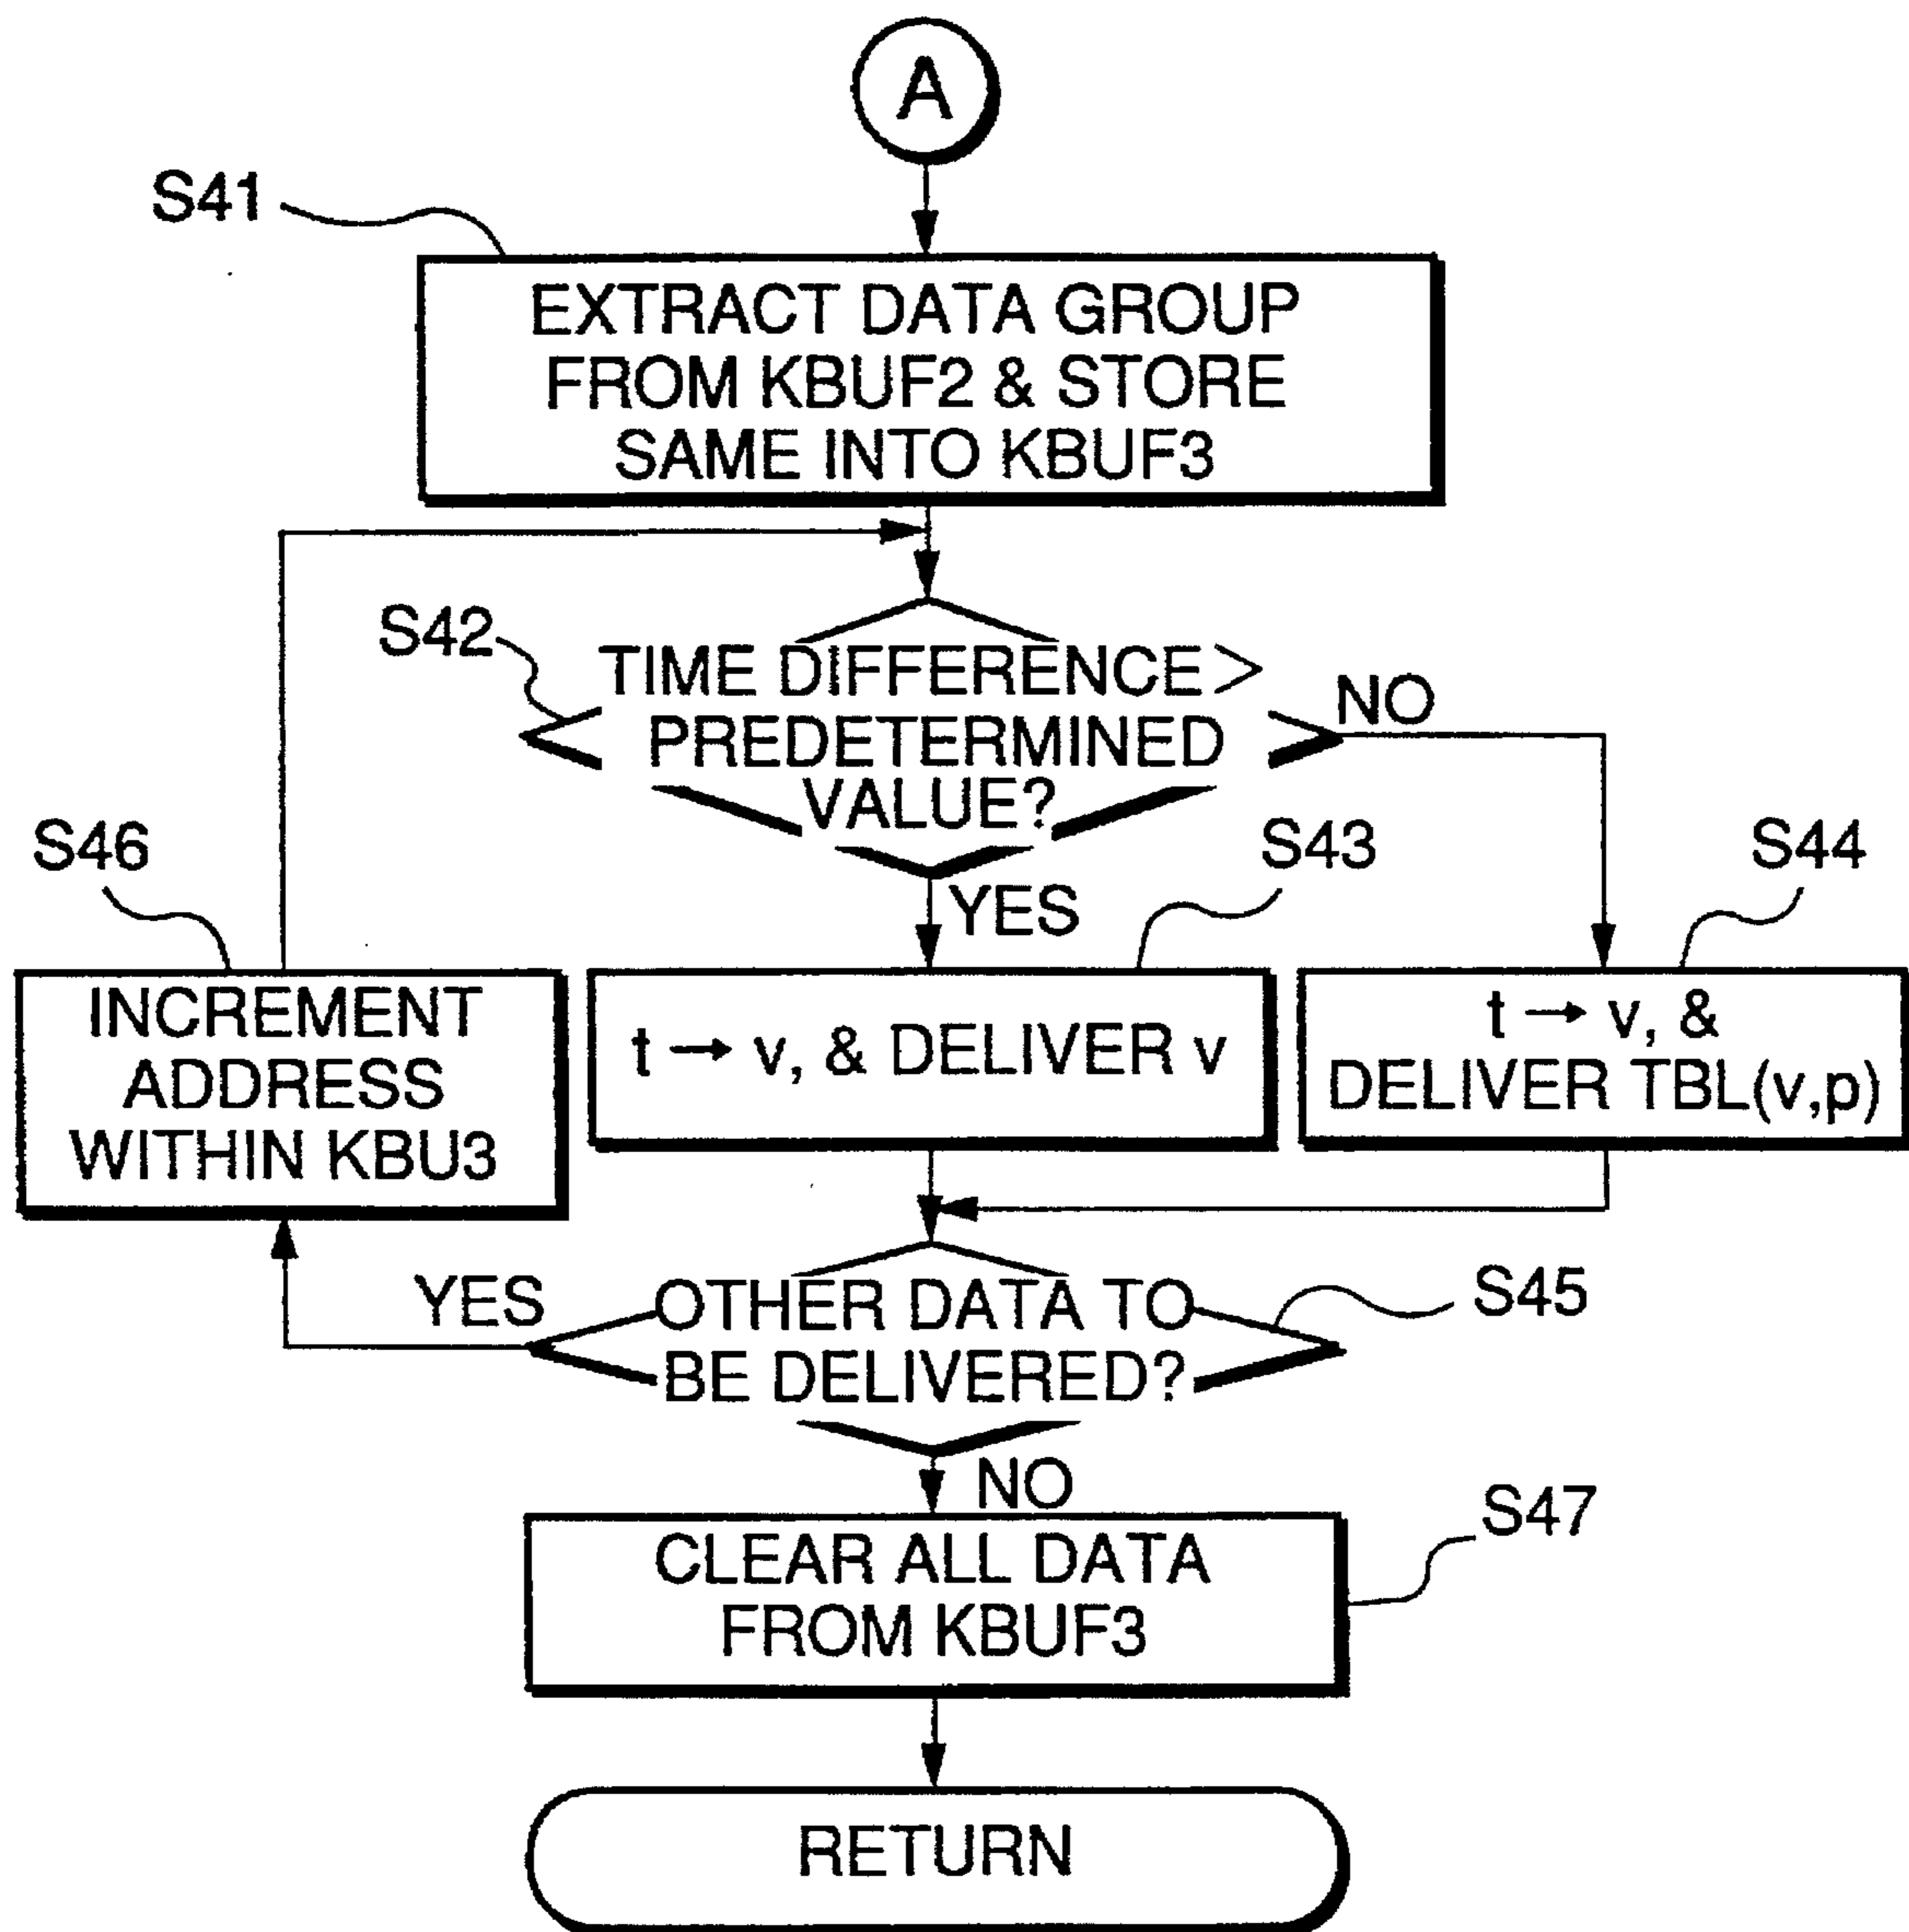 A
S41
EXTRACT DATA GROUP
FROM KBUF2 & STORE
SAME INTO KBUF3
S42
TIME DIFFERENCE>
PREDETERMINED
VALUE?
NO
YES
S46
INCREMENT
ADDRESS
WITHIN KBU3
S43
t → v, & DELIVER v
S44
t → v, &
DELIVER TBL(v,p)
YES
OTHER DATA TO
BE DELIVERED?
S45
NO
CLEAR ALL DATA
FROM KBUF3
S47
RETURN